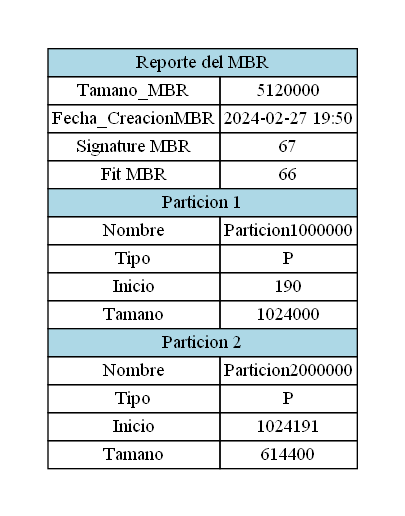 Reporte del MBR
Tamano_MBR 5120000
Fecha_CreacionMBR 2024-02-27 19:50
Signature MBR 67
Fit MBR 66
Particion 1
Nombre Particion1000000
Tipo P
Inicio 190
Tamano 1024000
Particion 2
Nombre Particion2000000
Tipo P
Inicio 1024191
Tamano 614400